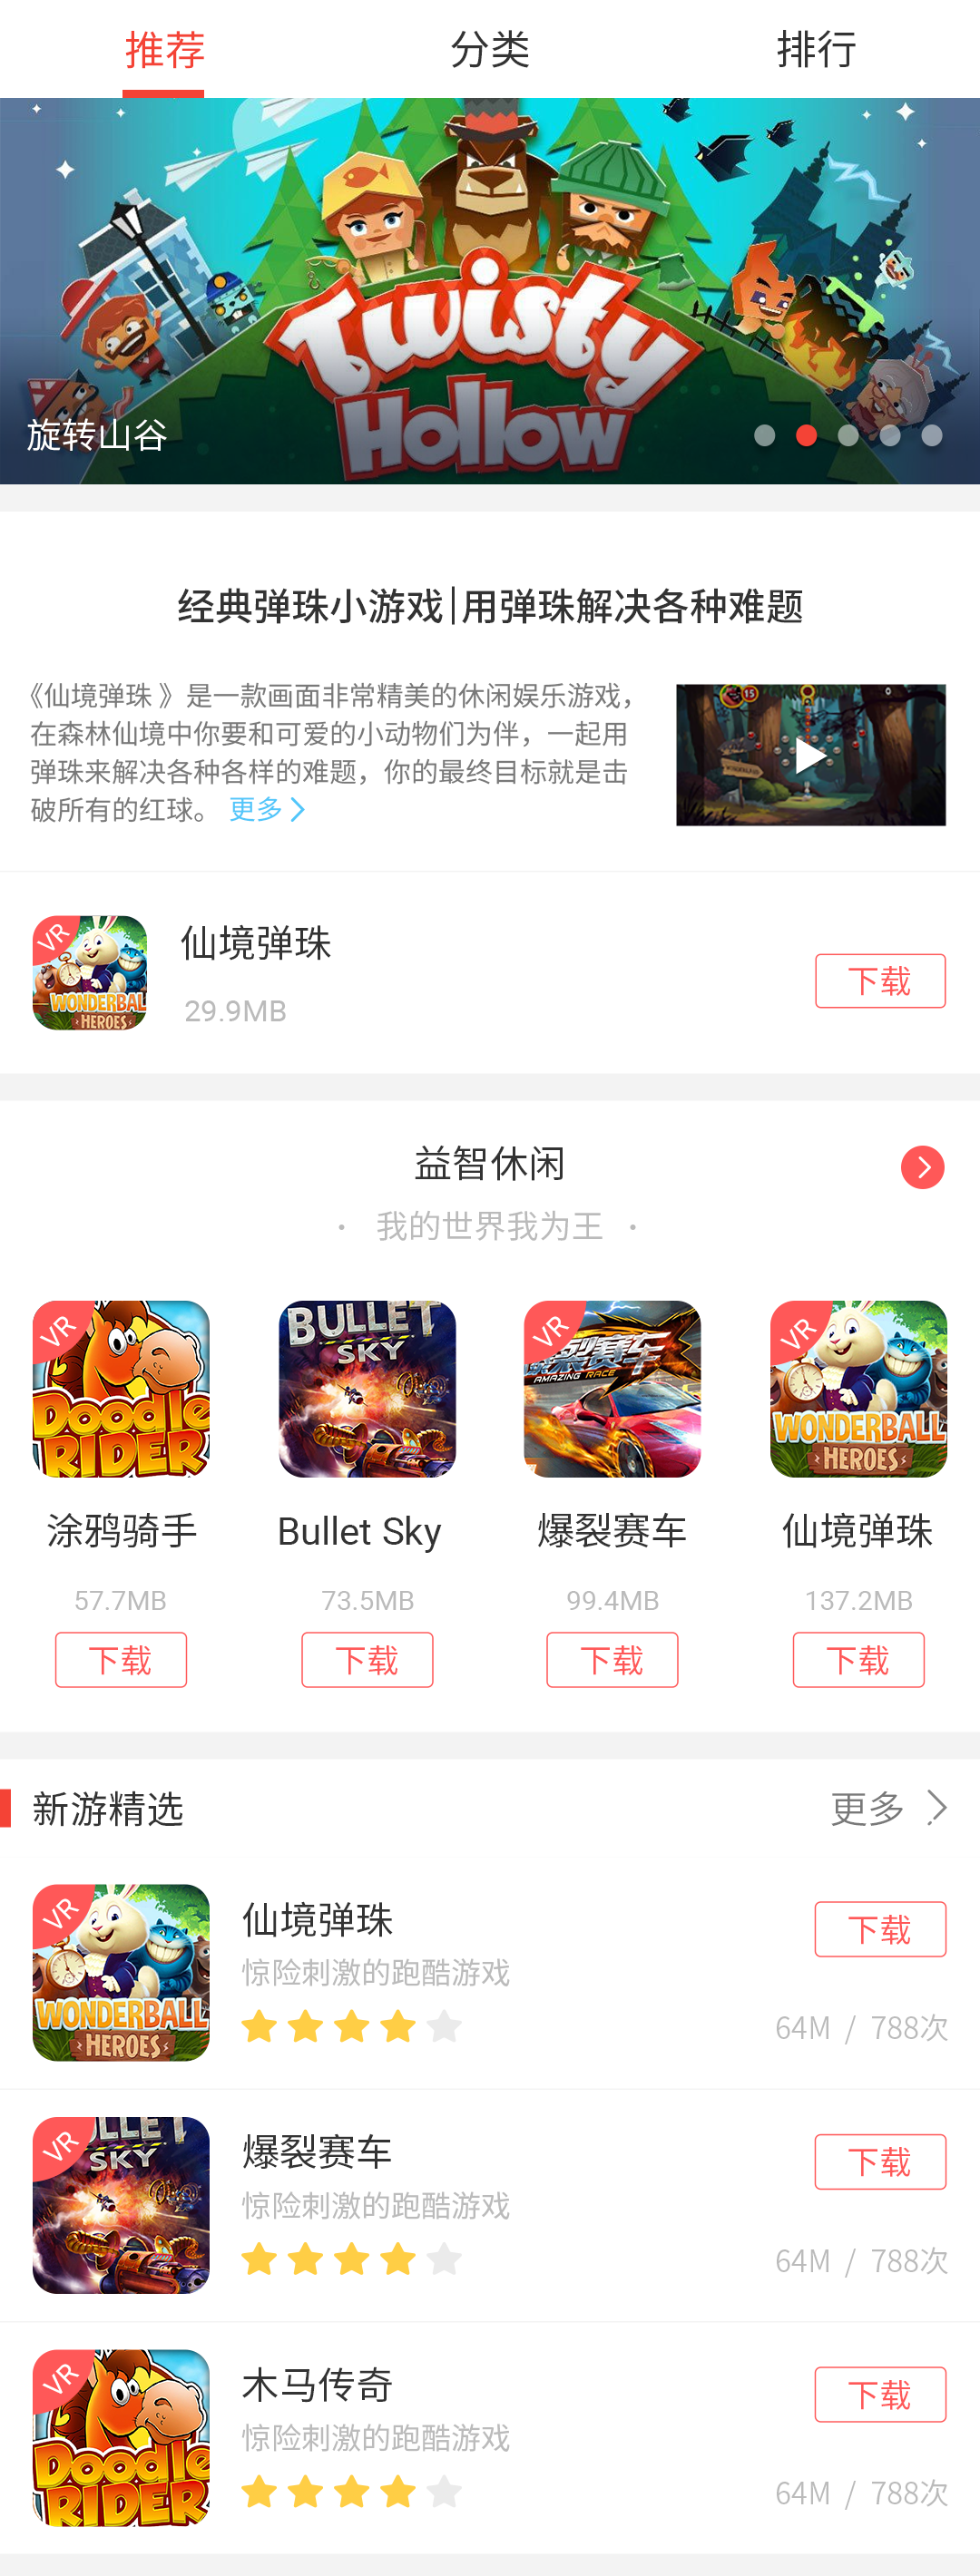 推荐 分类 排行
Twisty
Hollow
旋转山谷
经典弹珠小游戏|用弹珠解决各种难题
《仙境弹珠 》是一款画面非常精美的休闲娱乐游戏，
在森林仙境中你要和可爱的小动物们为伴，一起用
弹珠来解决各种各样的难题，你的最终目标就是击
破所有的红球。 更多
15
VR
WONDERBAL
HEROES
仙境弹珠
29.9MB
下载
益智休闲
· 我的世界我为王 ·
VR
Doodle
RIDER
BULLET
SKY
VR
爆裂赛车
AMAZING RACE
VR
WONDERBALL
HEROES
涂鸦骑手 Bullet Sky 爆裂赛车 仙境弹珠
57.7MB 73.5MB 99.4MB 137.2MB
下载 下载 下载 下载
新游精选 更多
VR
WONDERBALL
HEROES
仙境弹珠
下载
惊险刺激的跑酷游戏
64M / 788次
VR
LLET
SKY
爆裂赛车
下载
惊险刺激的跑酷游戏
64M / 788次
VR
Doodle
RIDER
木马传奇
下载
惊险刺激的跑酷游戏
64M / 788次